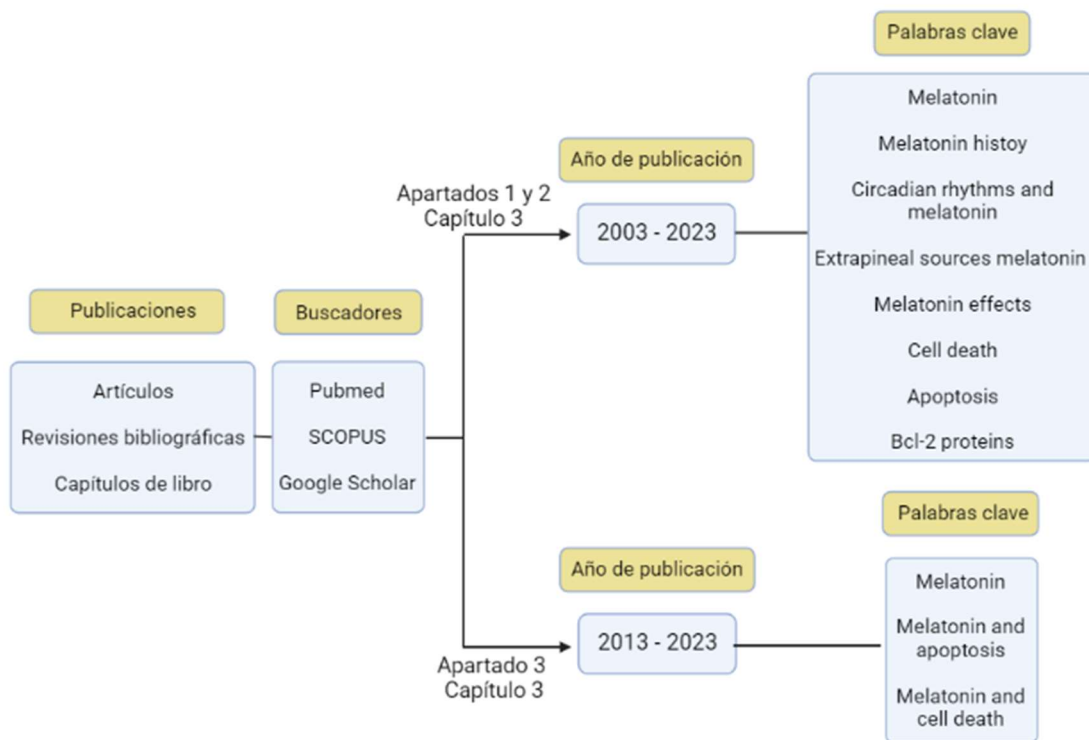 Publicaciones
Artículos
Revisiones bibliográficas
Capítulos de libro
Buscadores
Pubmed
SCOPUS
Google Scholar
Apartados 1 y 2
Capítulo 3
Año de publicación
2003 - 2023
Palabras clave
Melatonin
Melatonin histoy
Circadian rhythms and
melatonin
Extrapineal sources melatonin
Melatonin effects
Cell death
Apoptosis
Bcl-2 proteins
Apartado 3
Capítulo 3
Año de publicación
2013 - 2023
Palabras clave
Melatonin
Melatonin and
apoptosis
Melatonin and
cell death